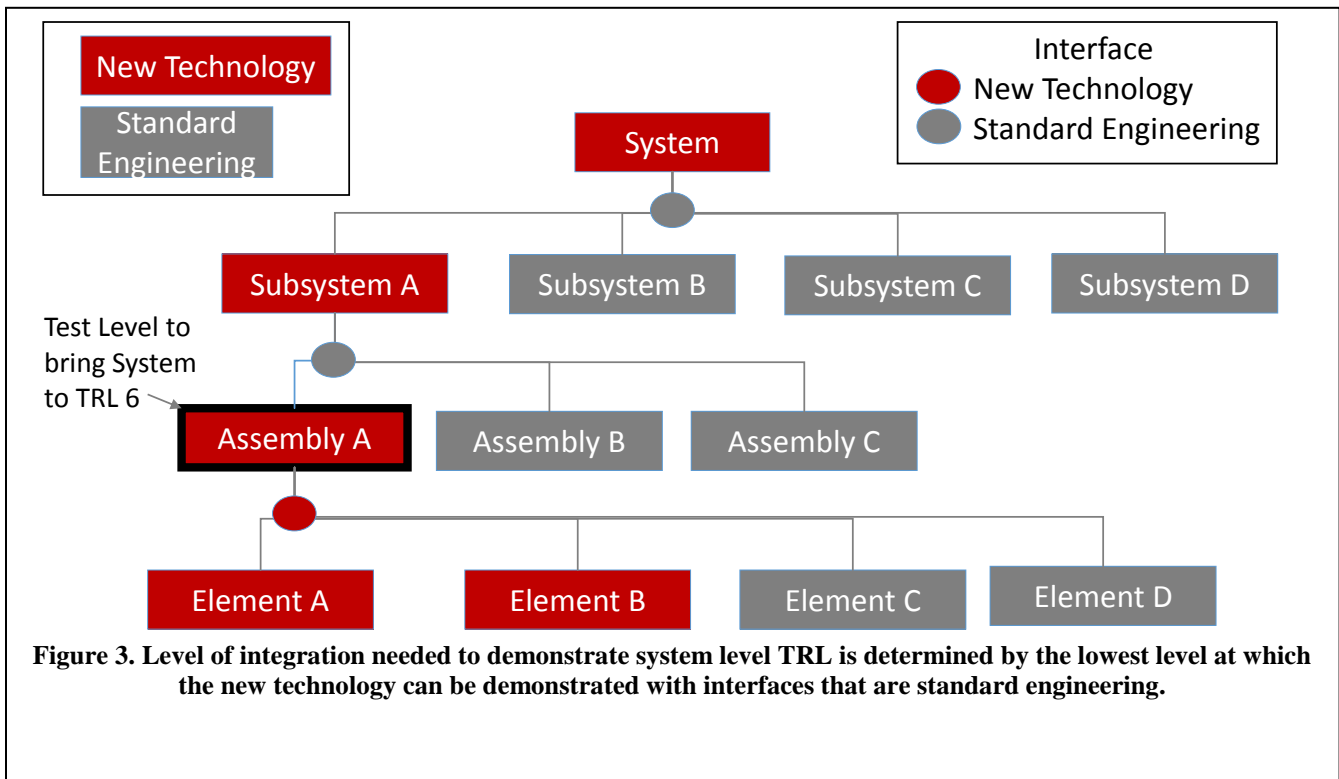 New Technology
Standard
Engineering
Interface
New Technology
Standard Engineering
System
Subsystem A
Subsystem B
Subsystem C
Subsystem D
Test Level to
bring System
to TRL 6
Assembly A
Assembly B
Assembly C
Element A
Element B
Element C
Element D
Figure 3. Level of integration needed to demonstrate system level TRL is determined by the lowest level at which
the new technology can be demonstrated with interfaces that are standard engineering.